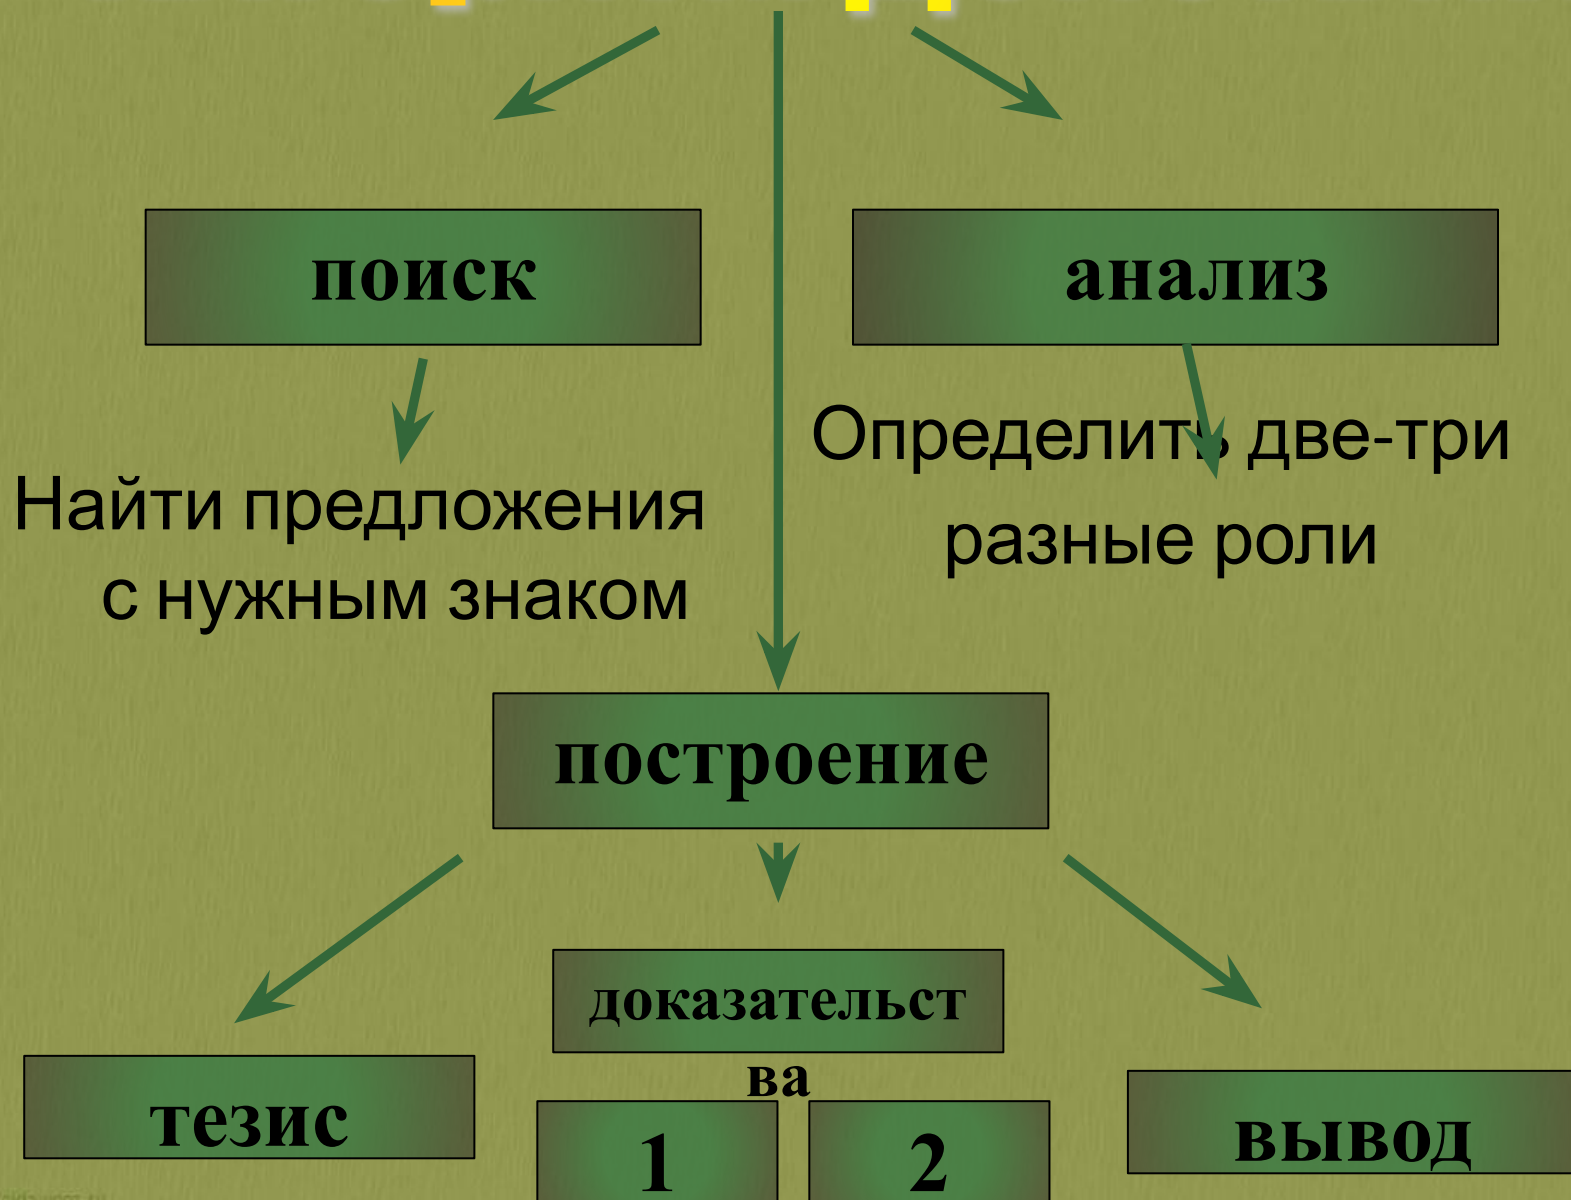 поиск
анализ
Определить две-три
разные роли
Найти предложения
с нужным знаком
построение
доказательст
ва
тезис
1
2
вывод